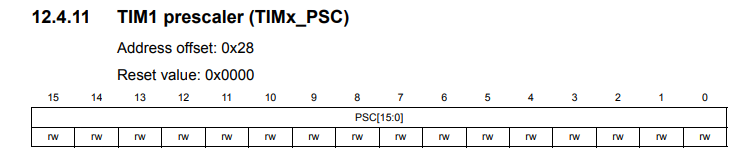 12.4.11 TIM1 prescaler (TIMx_PSC)
Address offset: 0x28
Reset value: 0x0000
15 14 13 12 11 10 9 8 7 6 5 4 3 2 1 0
PSC[15:0]
rw rw rw rw rw rw rw rw rw rw rw rw rw rw rw rw